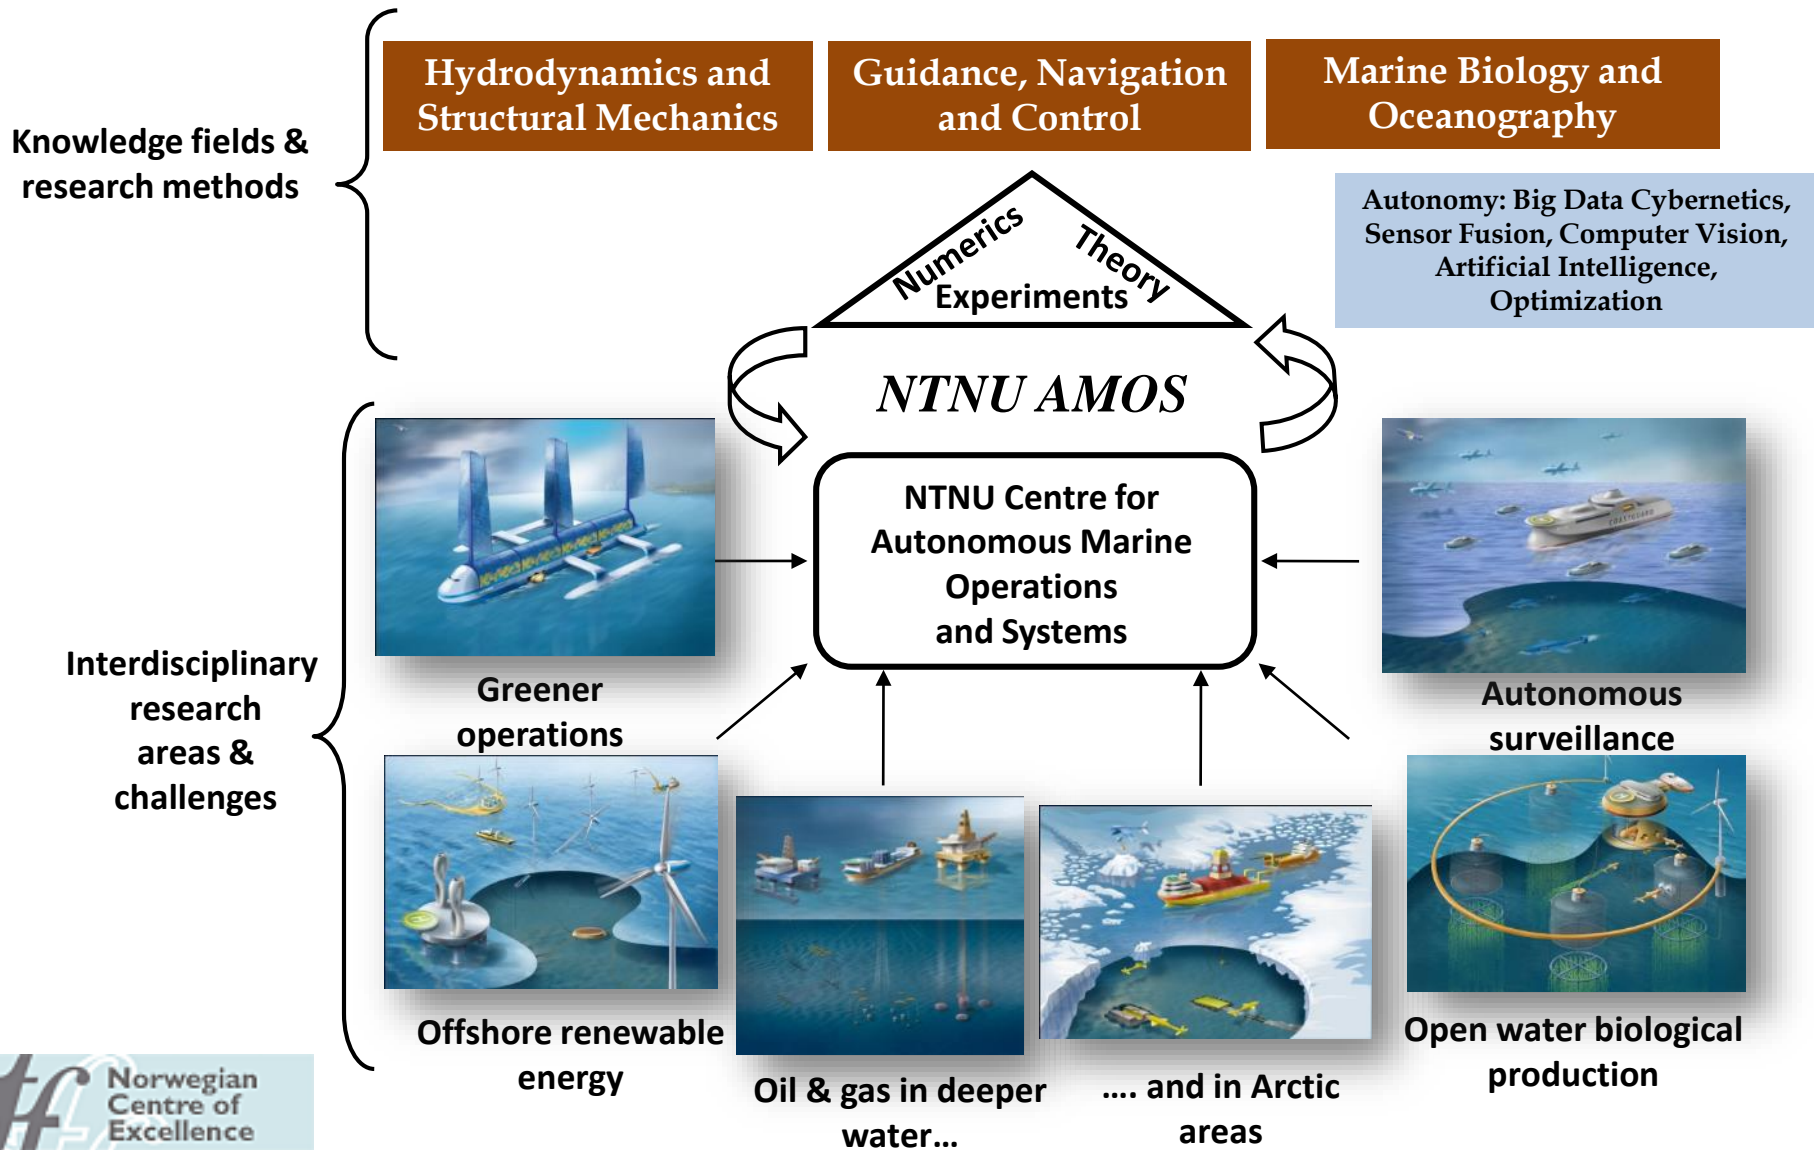 Hydrodynamics and
Structural Mechanics
Guidance, Navigation
and Control
Marine Biology and
Oceanography
Knowledge fields &
research methods
Autonomy: Big Data Cybernetics,
Sensor Fusion, Computer Vision,
Artificial Intelligence,
Optimization
Numerics
Theory
Experiments
NTNU AMOS
NTNU Centre for
Autonomous Marine
Operations
and Systems
COASTGUARD
Interdisciplinary
research
areas &
challenges
Greener
operations
Autonomous
surveillance
Offshore renewable
energy
Oil & gas in deeper
water…
…. and in Arctic
areas
Open water biological
production
Norwegian
Centre of
Excellence